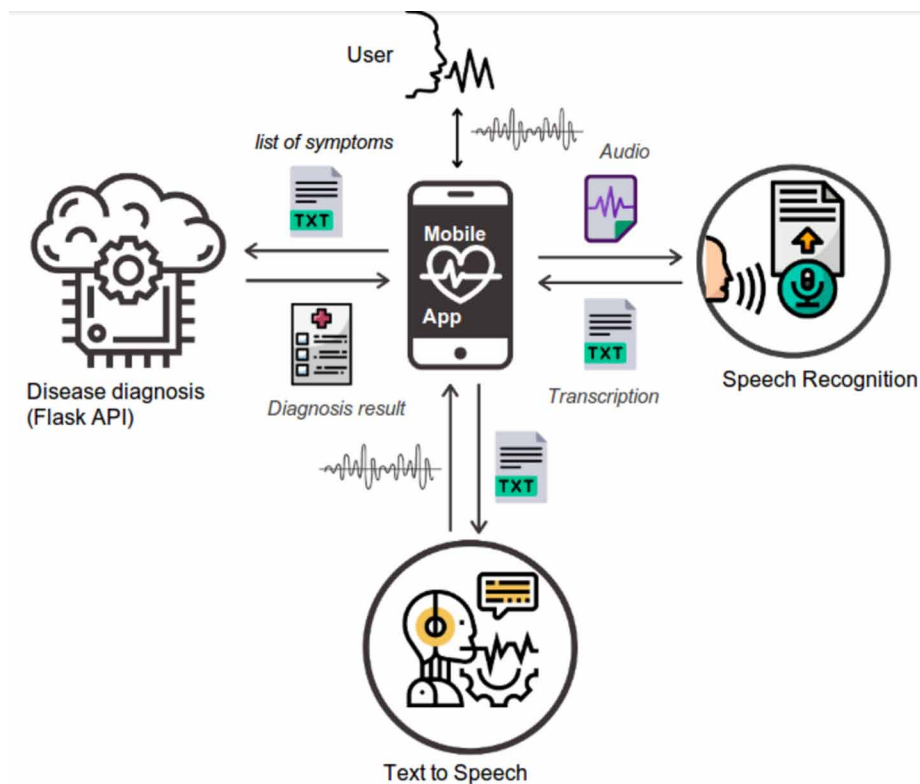 User
list of symptoms
Audio
TXT
Mobile
App
TXT
Disease diagnosis
(Flask API)
Diagnosis result
Transcription
Speech Recognition
TXT
Text to Speech